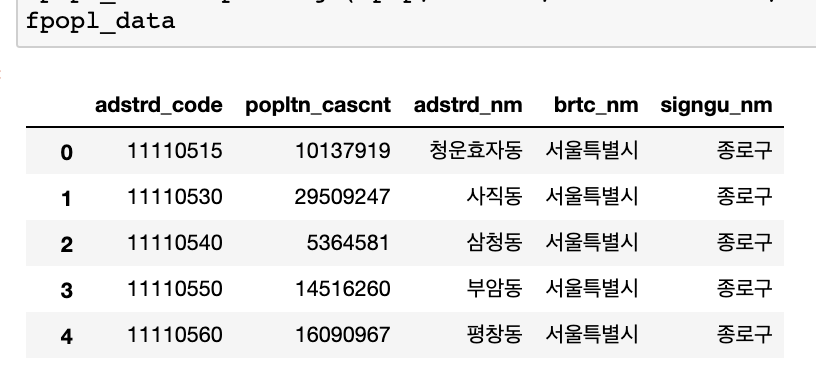 fpopl_data
adstrd_code popltn_cascnt adstrd_nm brtc_nm signgu_nm
0 11110515 10137919 청운효자동 서울특별시 종로구
1 11110530 29509247 사직동 서울특별시 종로구
2 11110540 5364581 삼청동 서울특별시 종로구
3 11110550 14516260 부암동 서울특별시 종로구
4 11110560 16090967 평창동 서울특별시 종로구